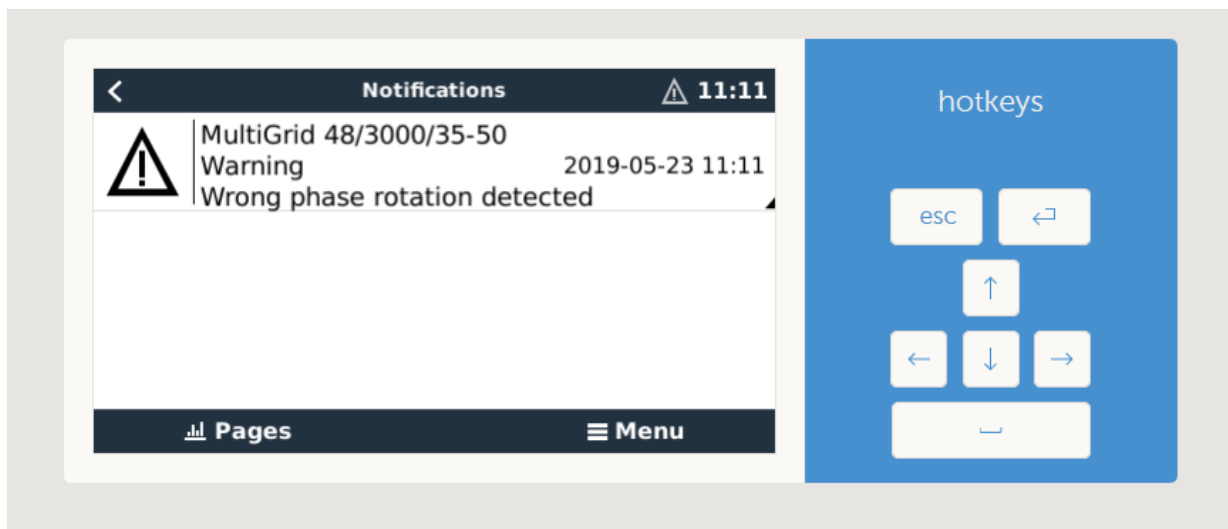 Notifications
11:11
MultiGrid 48/3000/35-50
Warning
2019-05-23 11:11
Wrong phase rotation detected
Pages
Menu
hotkeys
esc